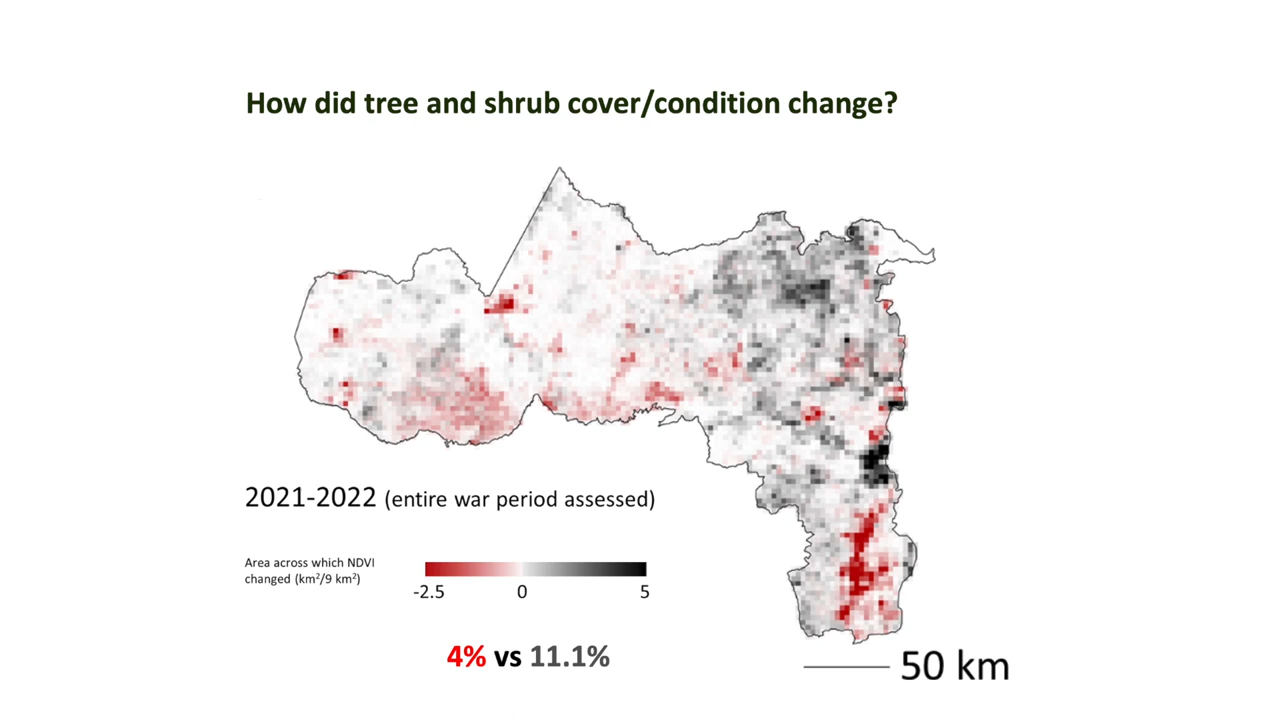 How did tree and shrub cover/condition change?
2021-2022 (entire war period assessed)
Area across which NDVI
changed (km²/9 km²)
-2.5 0 5
4% vs 11.1%
50 km